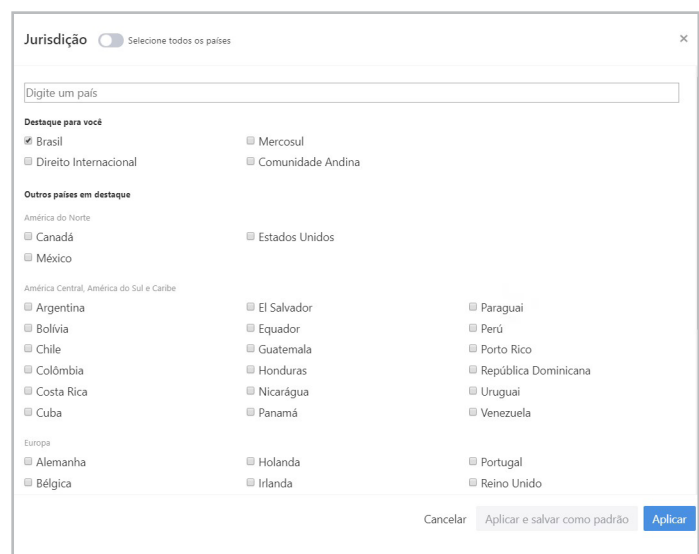 Jurisdição Selecione todos os países ×
Digite um país
Destaque para você
Brasil Mercosul
Direito Internacional Comunidade Andina
Outros países em destaque
América do Norte
Canadá Estados Unidos
México
América Central, América do Sul e Caribe
Argentina El Salvador Paraguai
Bolívia Equador Perú
Chile Guatemala Porto Rico
Colômbia Honduras República Dominicana
Costa Rica Nicarágua Uruguai
Cuba Panamá Venezuela
Europa
Alemanha Holanda Portugal
Bélgica Irlanda Reino Unido
Cancelar Aplicar e salvar como padrão Aplicar